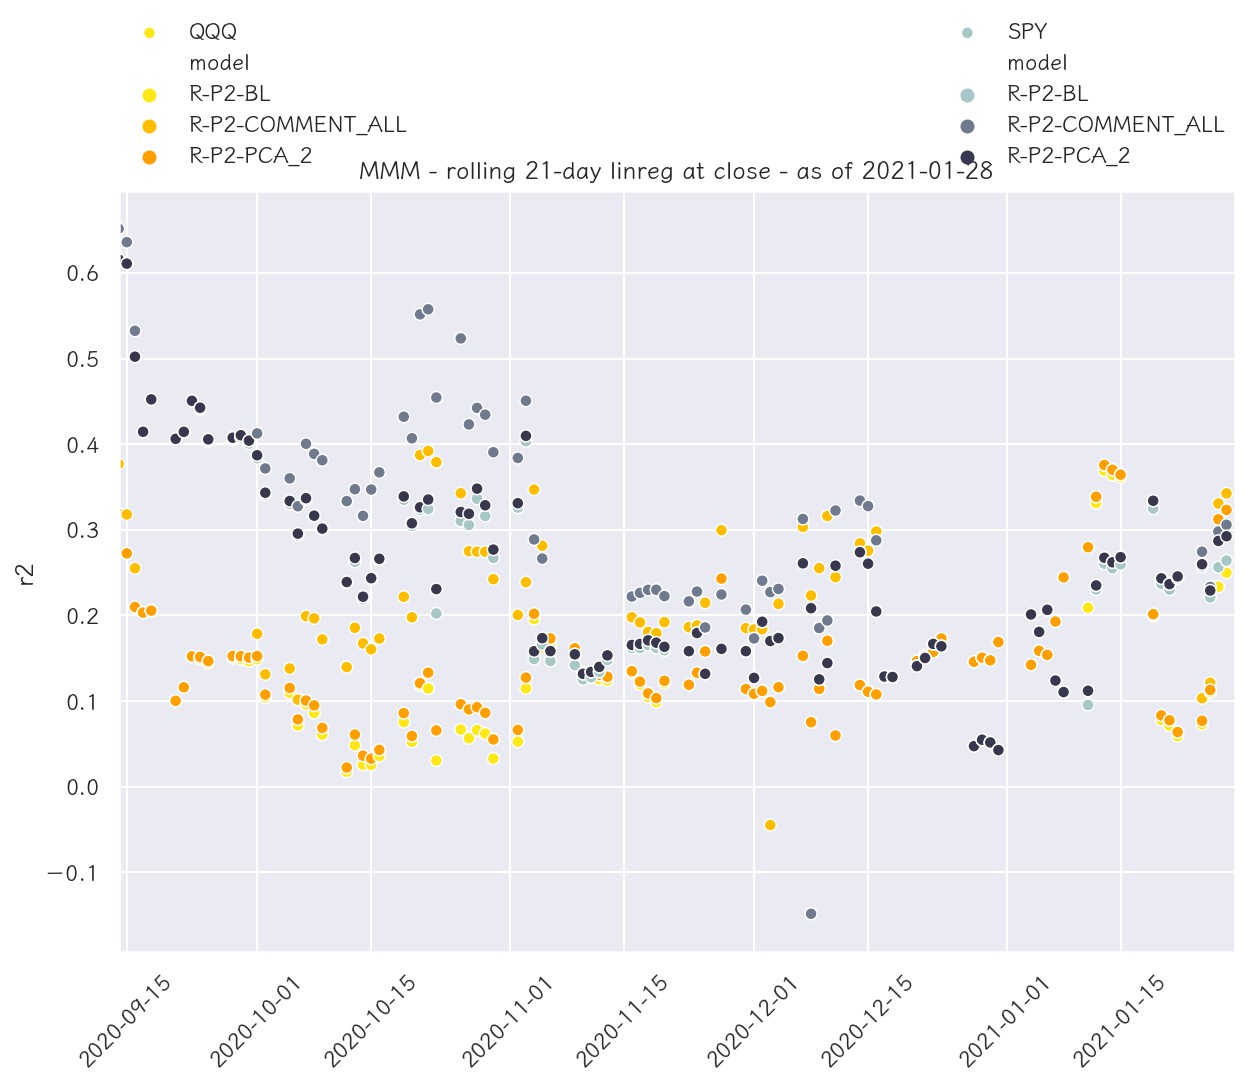 QQQ
model
R-P2-BL
R-P2-COMMENT_ALL
R-P2-PCA_2
SPY
model
R-P2-BL
R-P2-COMMENT_ALL
R-P2-PCA_2
MMM - rolling 21-day linreg at close - as of 2021-01-28
r2
0.6
0.5
0.4
0.3
0.2
0.1
0.0
−0.1
2020-09-15
2020-10-01
2020-10-15
2020-11-01
2020-11-15
2020-12-01
2020-12-15
2021-01-01
2021-01-15